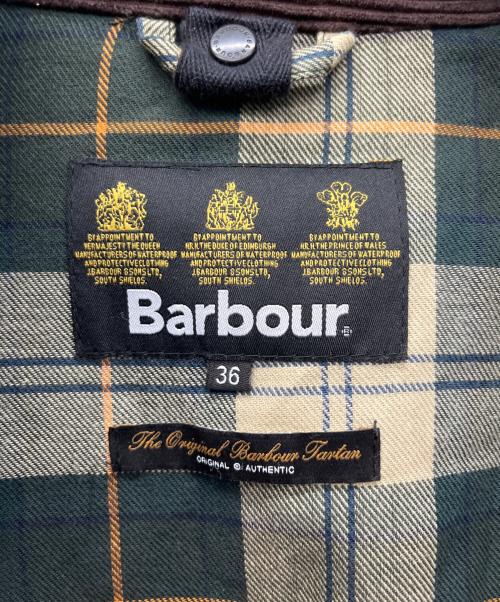 BY APPOINTMENT TO
HER MAJESTY THE QUEEN
MANUFACTURERS OF WATERPROOF
AND PROTECTIVE CLOTHING
J.BARBOUR & SONS LTD,
SOUTH SHIELDS.
BY APPOINTMENT TO
H.R.H. THE DUKE OF EDINBURGH
MANUFACTURERS OF WATERPROOF
AND PROTECTIVE CLOTHING
J.BARBOUR & SONS LTD,
SOUTH SHIELDS.
BY APPOINTMENT TO
H.R.H THE PRINCE OF WALES
MANUFACTURERS OF WATERPROOF
AND PROTECTIVE CLOTHING
J.BARBOUR & SONS LTD,
SOUTH SHIELDS.
Barbour
36
The Original Barbour Tartan
ORIGINAL & AUTHENTIC